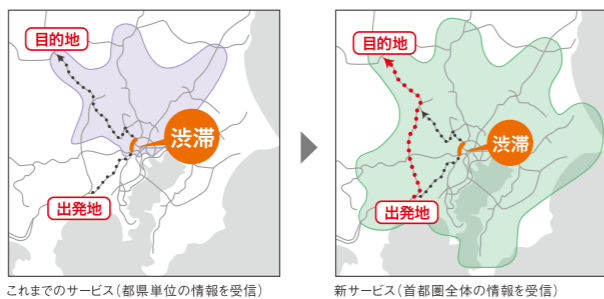 目的地
渋滞
出発地
これまでのサービス(都県単位の情報を受信)
目的地
渋滞
出発地
新サービス(首都圏全体の情報を受信)